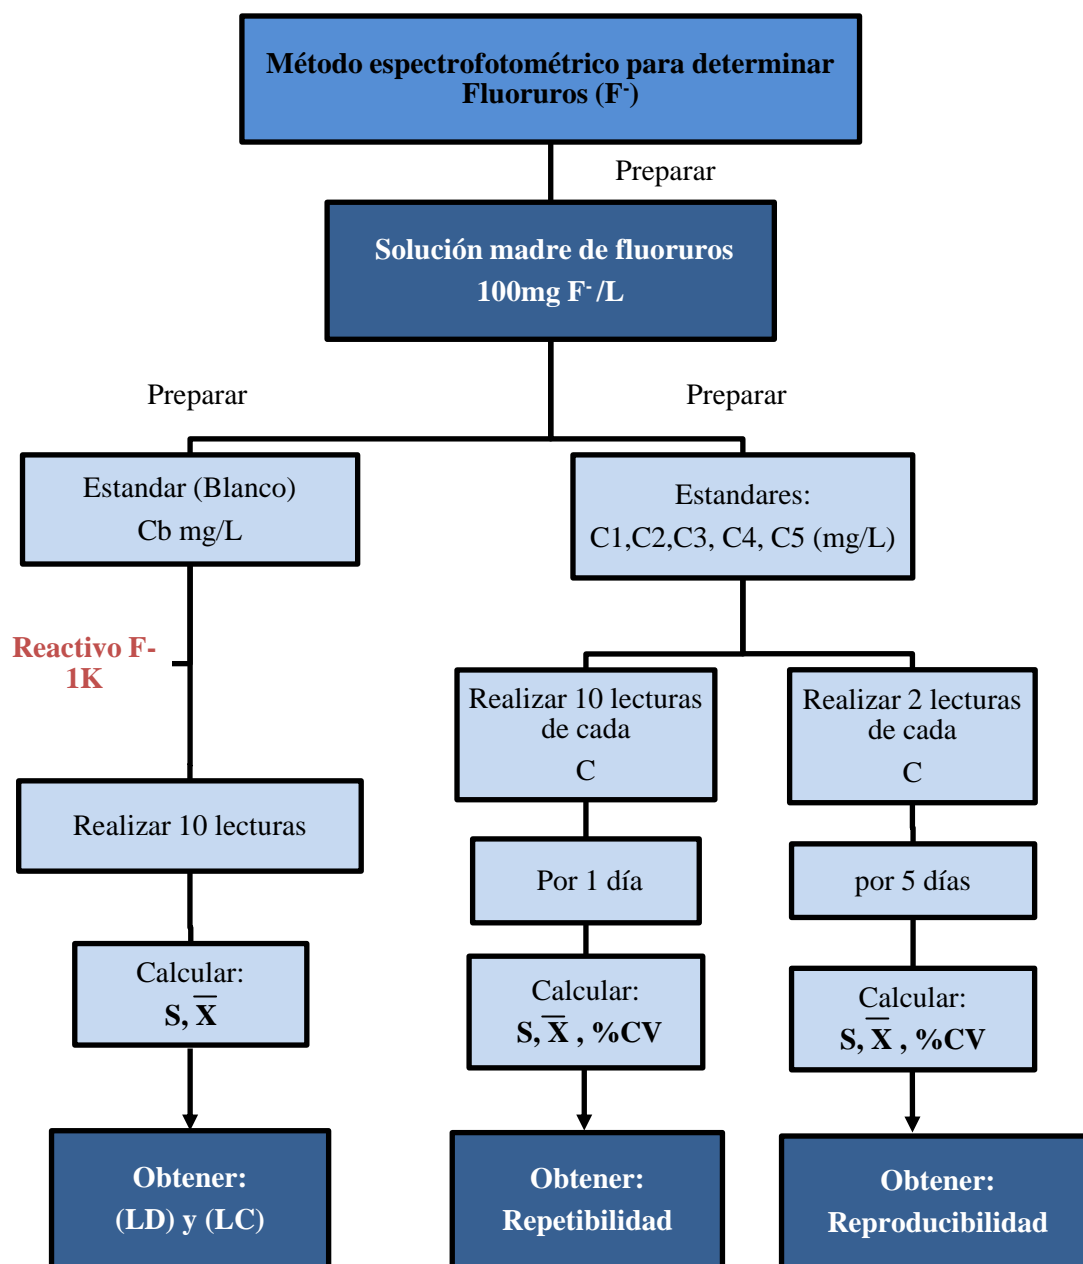 Método espectrofotométrico para determinar
Fluoruros (F-)
Preparar
Solución madre de fluoruros
100mg F- /L
Preparar
Preparar
Estandar (Blanco)
Cb mg/L
Estandares:
C1,C2,C3, C4, C5 (mg/L)
Reactivo F-
1K
Realizar 10 lecturas
de cada
C
Realizar 2 lecturas
de cada
C
Realizar 10 lecturas
Por 1 día
por 5 días
Calcular:
S, X̅
Calcular:
S, X̅ , %CV
Calcular:
S, X̅ , %CV
Obtener:
(LD) y (LC)
Obtener:
Repetibilidad
Obtener:
Reproducibilidad